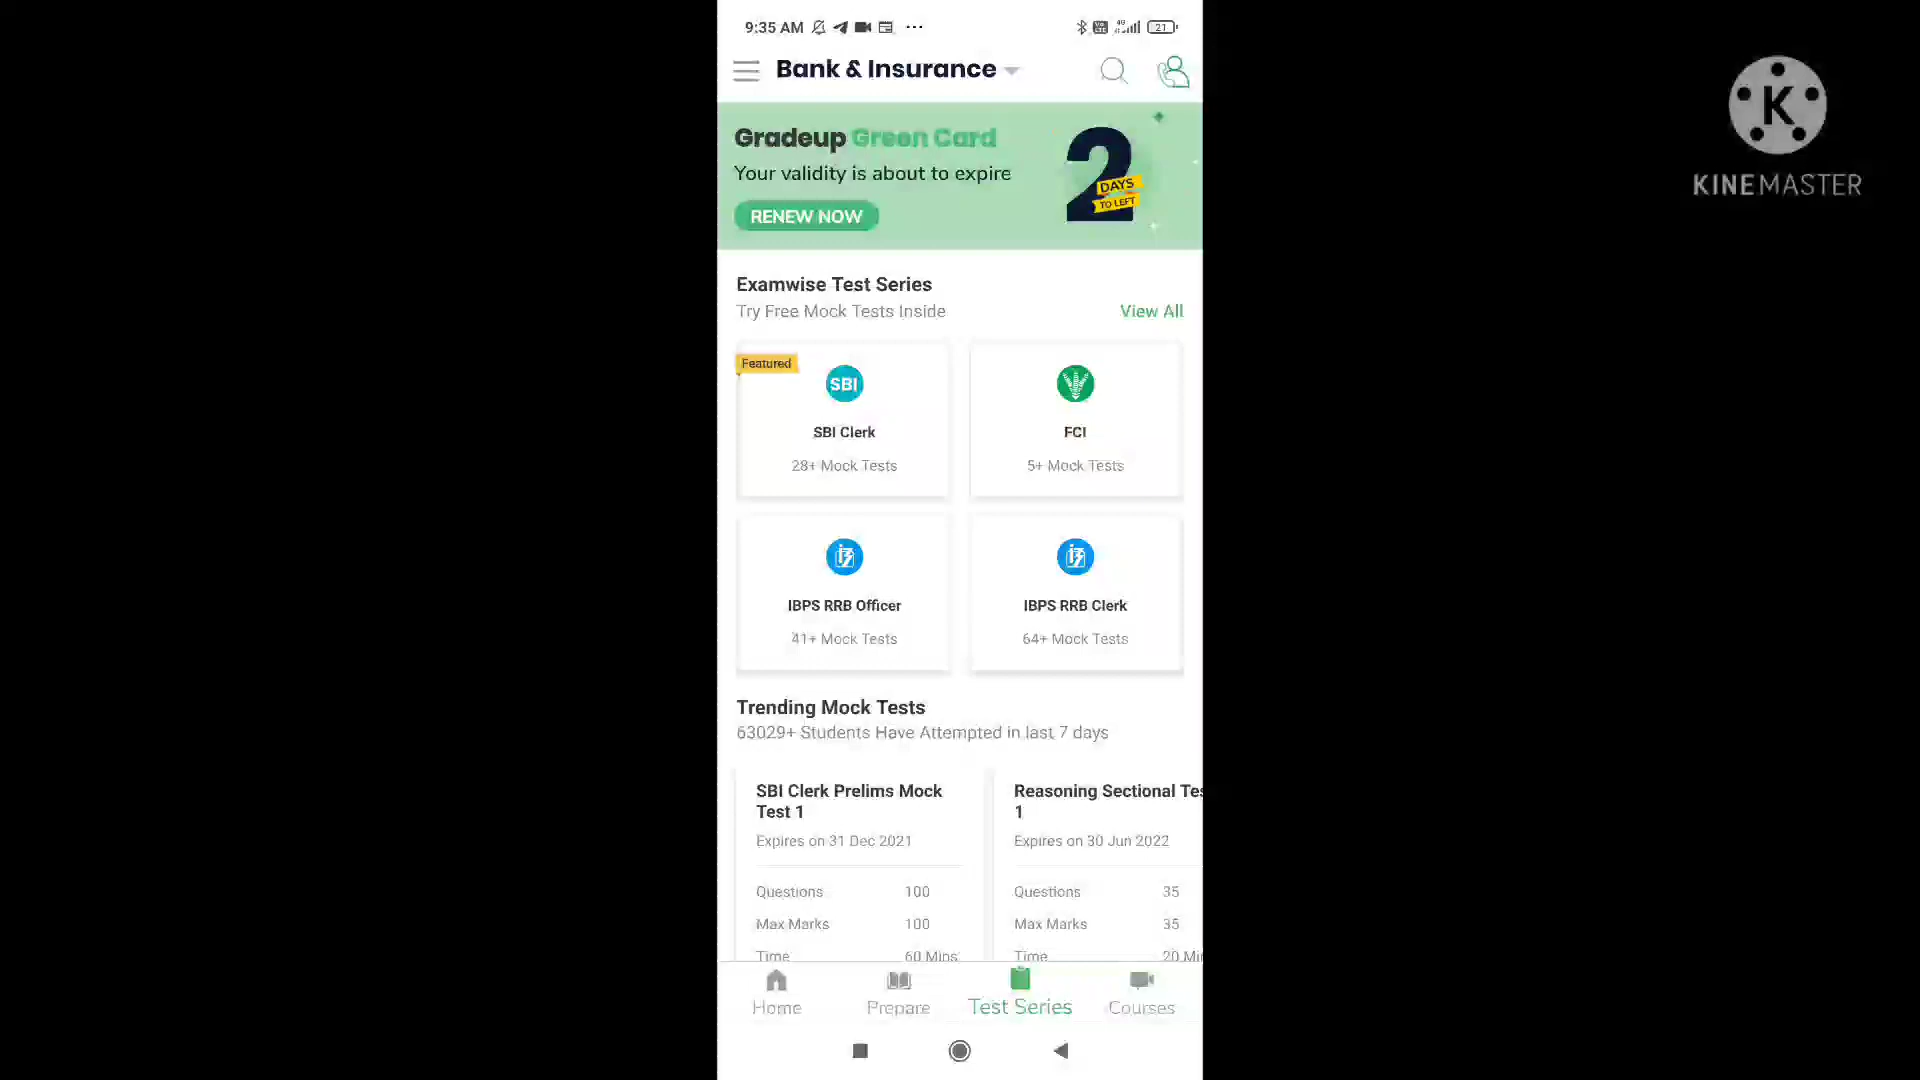 9:35 AM
21
Bank & Insurance
K
KINEMASTER
Gradeup Green Card
Your validity is about to expire
RENEW NOW
2
DAYS
TO LEFT
Examwise Test Series
Try Free Mock Tests Inside
View All
Featured
SBI
SBI Clerk
28+ Mock Tests
FCI
5+ Mock Tests
IBPS RRB Officer
41+ Mock Tests
IBPS RRB Clerk
64+ Mock Tests
Trending Mock Tests
63029+ Students Have Attempted in last 7 days
SBI Clerk Prelims Mock
Test 1
Expires on 31 Dec 2021
Questions 100
Max Marks 100
Time 60 Mins
Reasoning Sectional Tes
1
Expires on 30 Jun 2022
Questions 35
Max Marks 35
Time 20 Mi
Home
Prepare
Test Series
Courses